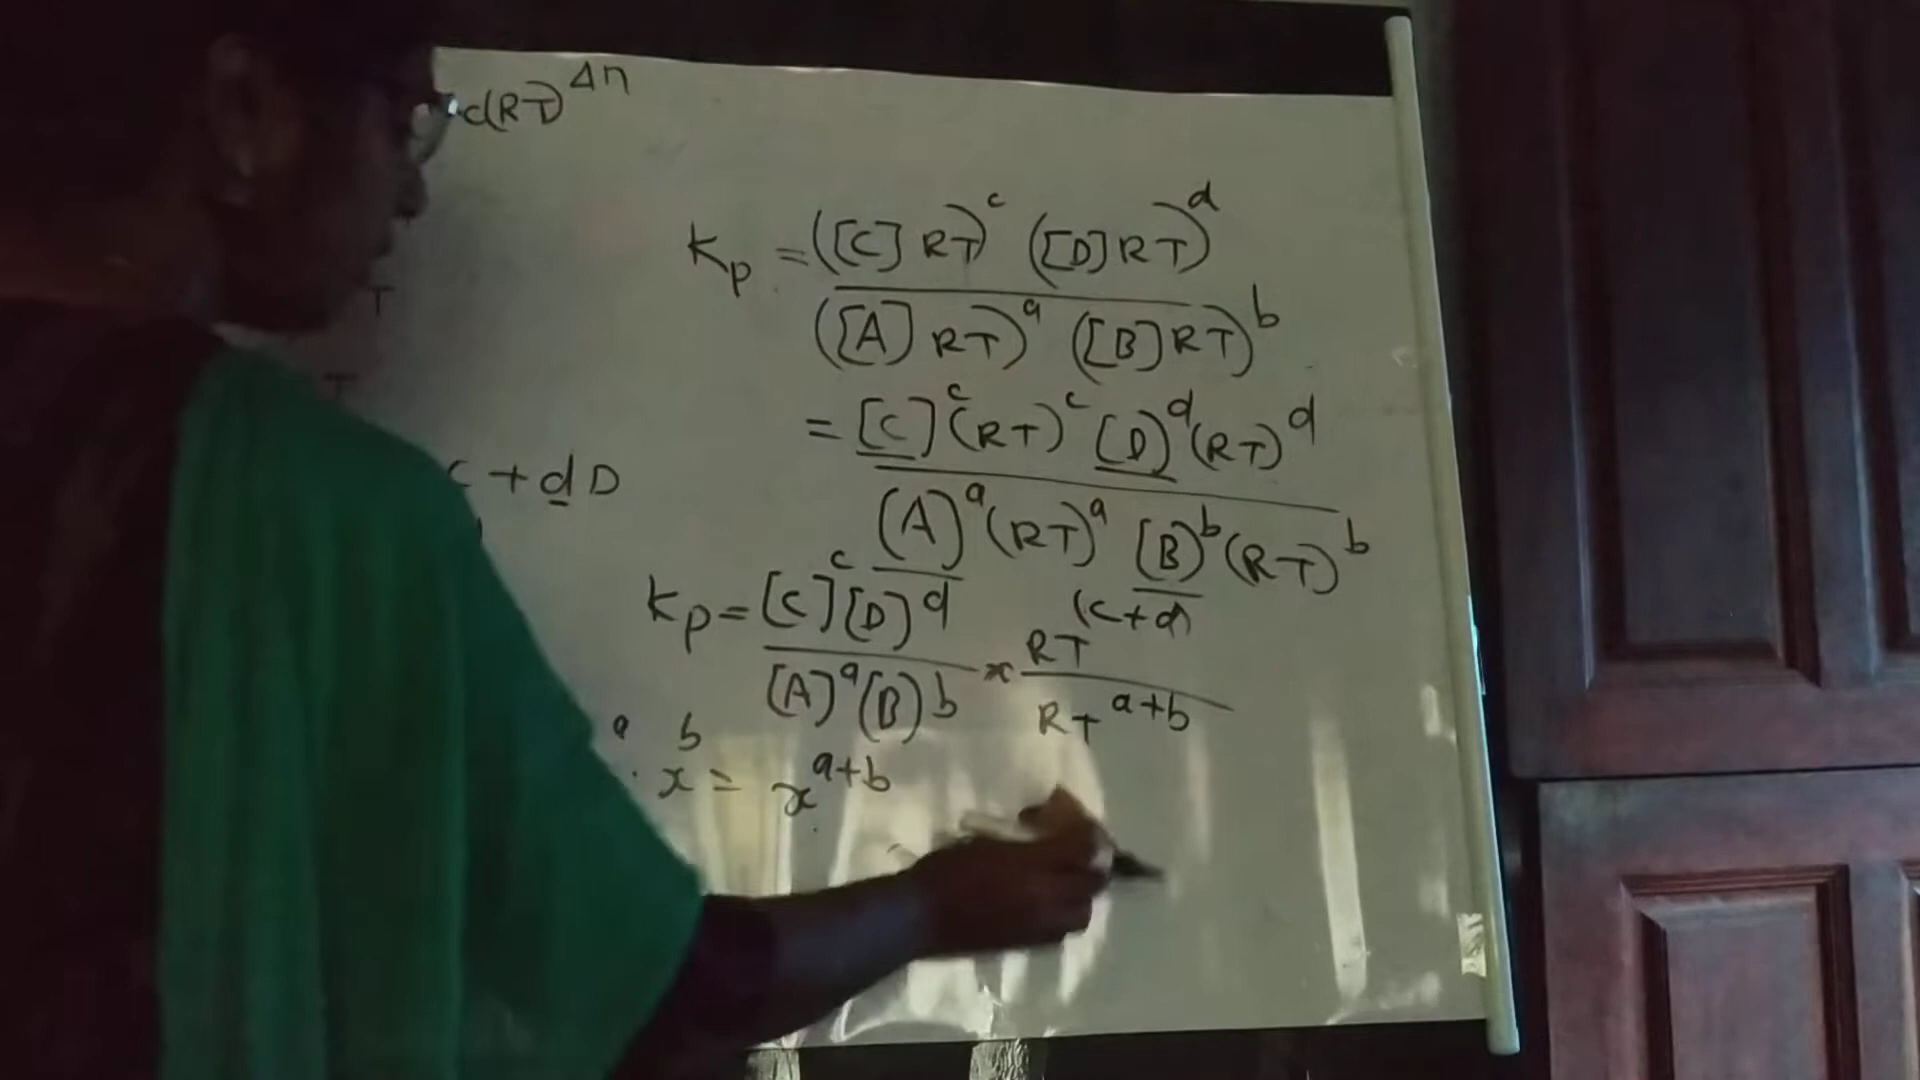 c(RT)^Δn
Kp = ([C] RT)^c ([D] RT)^d
([A] RT)^a ([B] RT)^b
= [C]^c (RT)^c [D]^d (RT)^d
(A)^a (RT)^a [B)^b (RT)^b
T
T
c + dD
Kp = [C]^c [D]^d × RT^(c+d)
[A]^a (B)^b RT^a+b
a b
. x = x^a+b